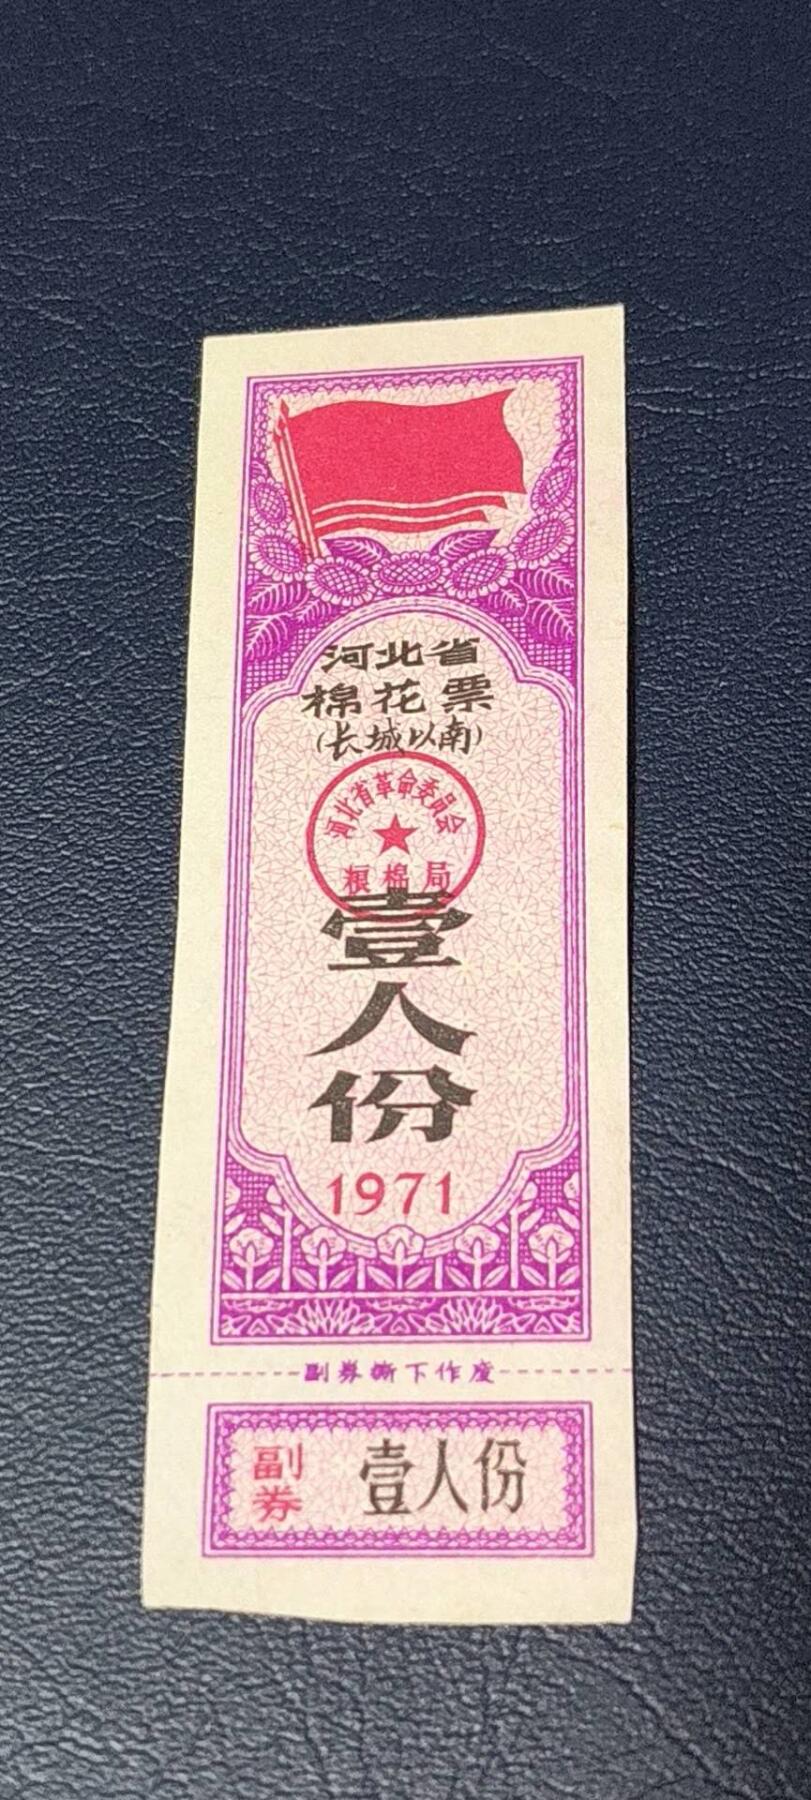 河北省
棉花票
(长城以南)
河北省革命委员会
粮棉局
壹人份
1971
副券撕下作废
副券
壹人份